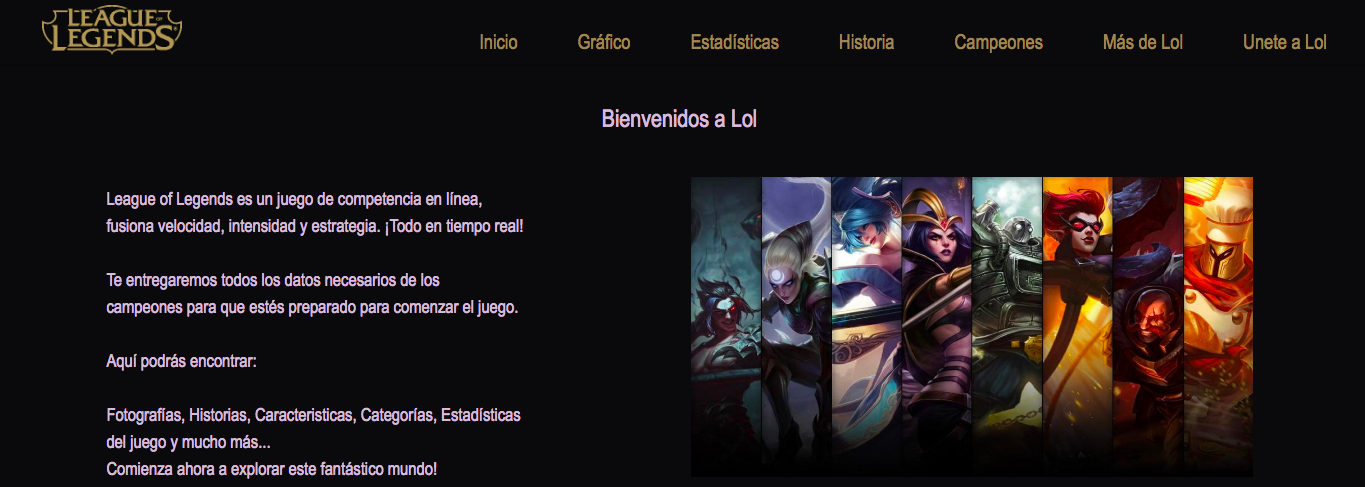 LEAGUE OF
LEGENDS
Inicio Gráfico Estadísticas Historia Campeones Más de Lol Unete a Lol
Bienvenidos a Lol
League of Legends es un juego de competencia en línea,
fusiona velocidad, intensidad y estrategia. ¡Todo en tiempo real!
Te entregaremos todos los datos necesarios de los
campeones para que estés preparado para comenzar el juego.
Aquí podrás encontrar:
Fotografías, Historias, Caracteristicas, Categorías, Estadísticas
del juego y mucho más...
Comienza ahora a explorar este fantástico mundo!